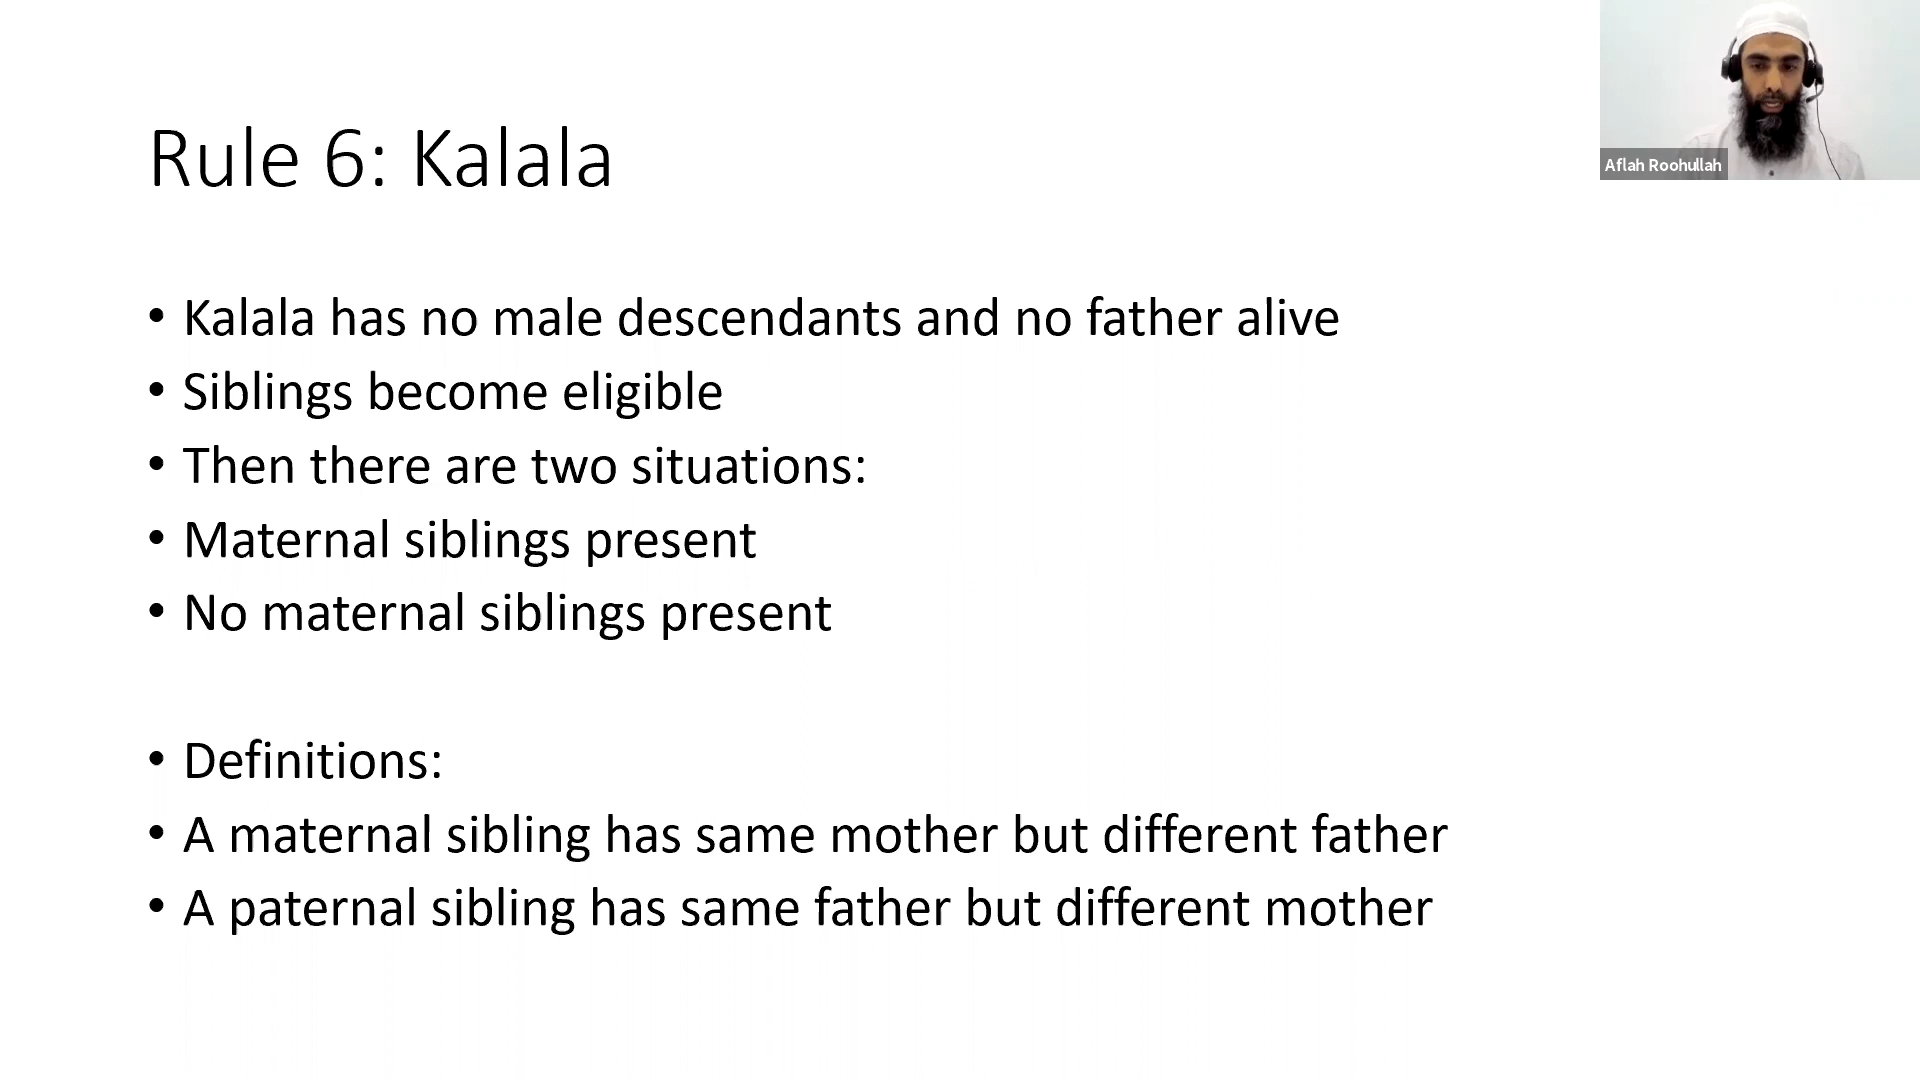 Rule 6: Kalala
• Kalala has no male descendants and no father alive
• Siblings become eligible
• Then there are two situations:
• Maternal siblings present
• No maternal siblings present
• Definitions:
• A maternal sibling has same mother but different father
• A paternal sibling has same father but different mother
Aflah Roohullah